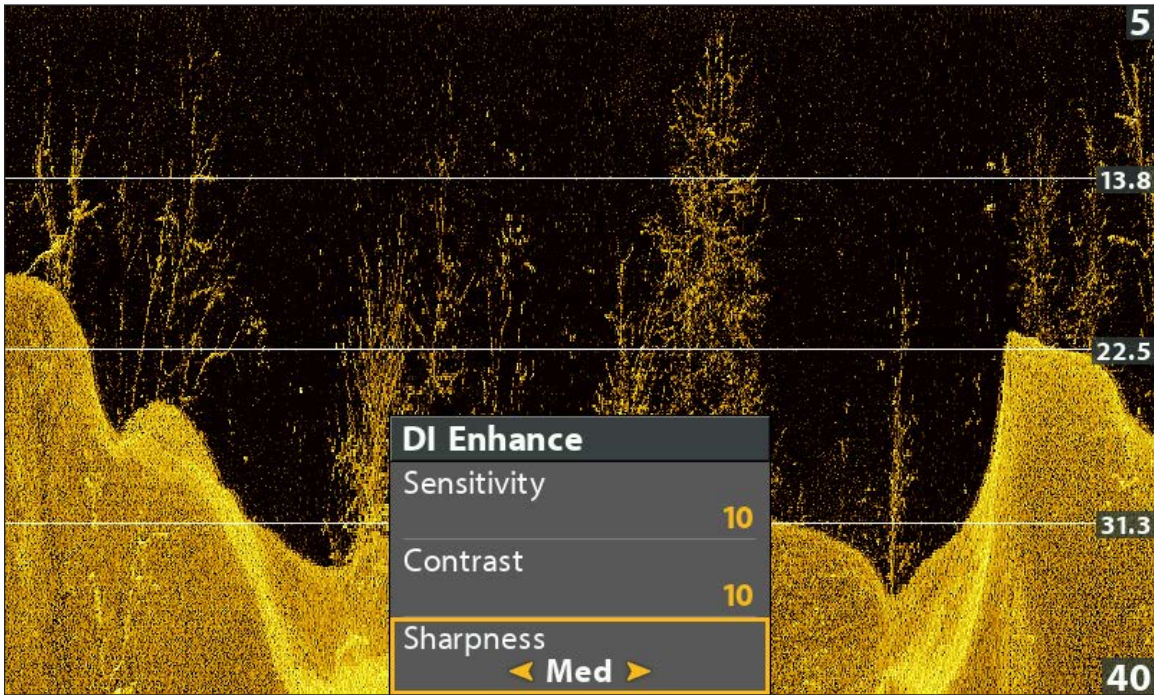 5
13.8
22.5
DI Enhance
Sensitivity
10
31.3
Contrast
10
Sharpness
Med
40